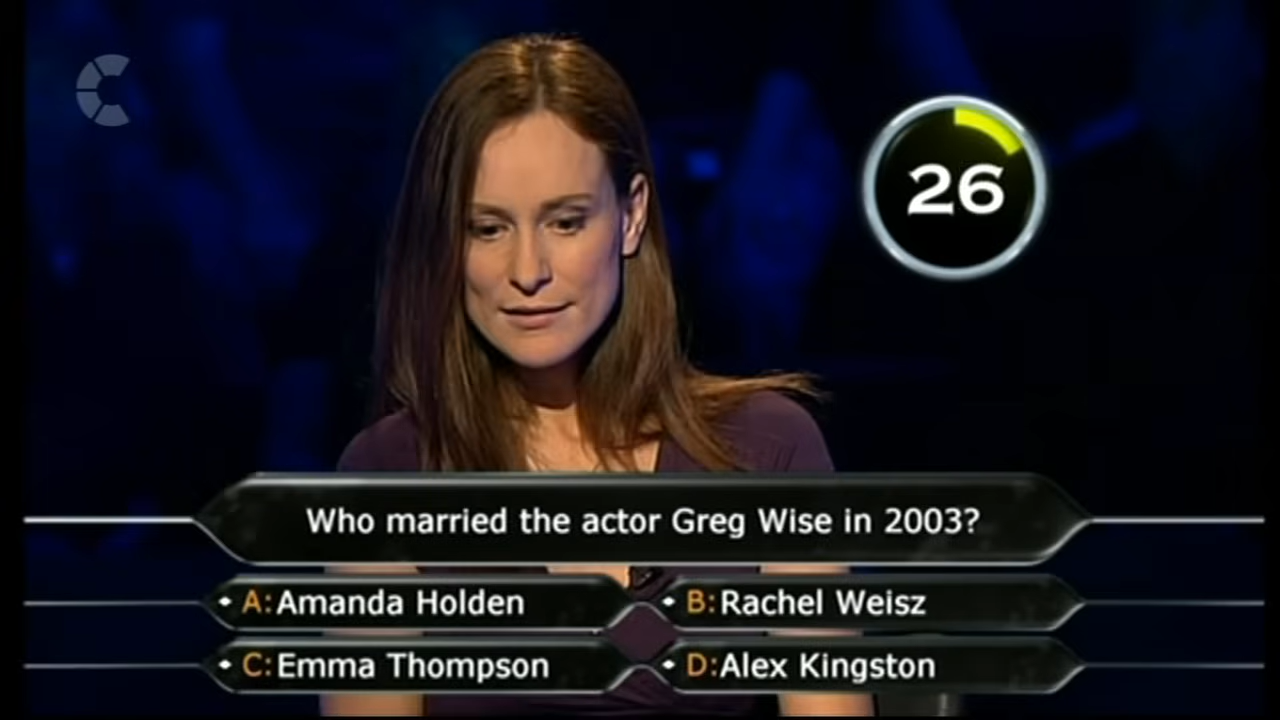 26
Who married the actor Greg Wise in 2003?
A: Amanda Holden
B: Rachel Weisz
C: Emma Thompson
D: Alex Kingston